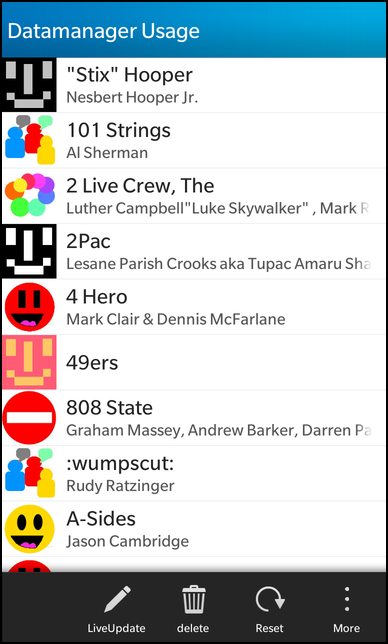 Datamanager Usage
"Stix" Hooper
Nesbert Hooper Jr.
101 Strings
Al Sherman
2 Live Crew, The
Luther Campbell"Luke Skywalker" , Mark R
2Pac
Lesane Parish Crooks aka Tupac Amaru Sha
4 Hero
Mark Clair & Dennis McFarlane
49ers
808 State
Graham Massey, Andrew Barker, Darren Pa
:wumpscut:
Rudy Ratzinger
A-Sides
Jason Cambridge
LiveUpdate delete Reset More